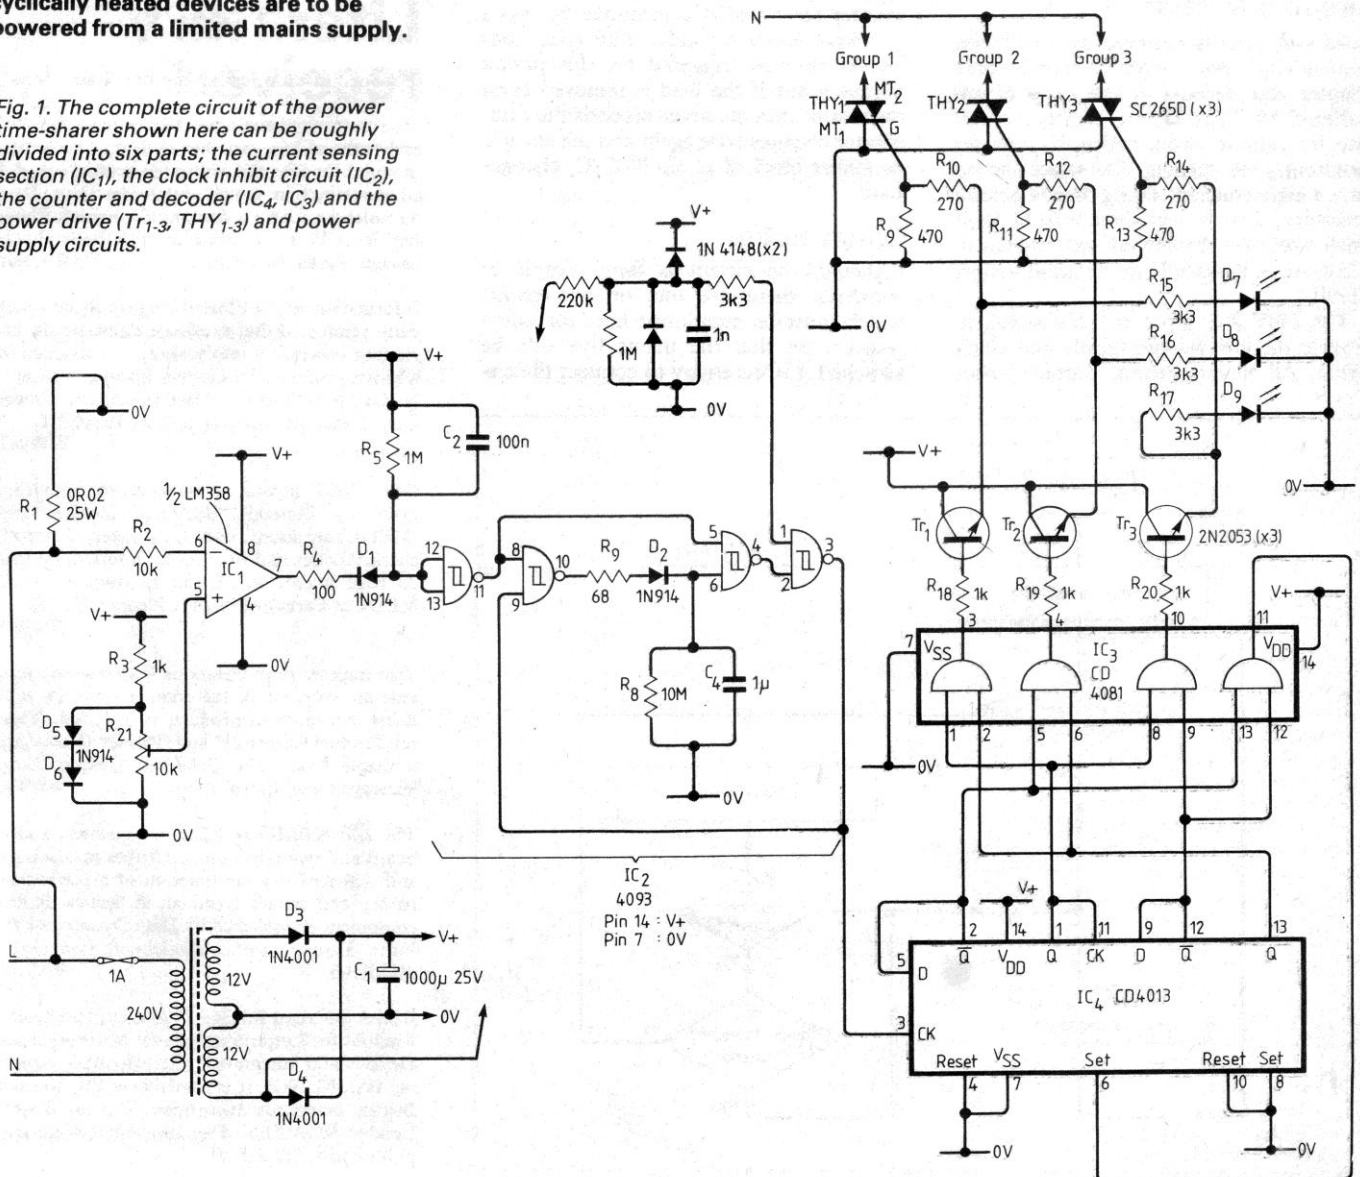 cyclically heated devices are to be
powered from a limited mains supply.
Fig. 1. The complete circuit of the power
time-sharer shown here can be roughly
divided into six parts; the current sensing
section (IC1), the clock inhibit circuit (IC2),
the counter and decoder (IC4, IC3) and the
power drive (Tr1-3, THY1-3) and power
supply circuits.
N
Group 1
Group 2
Group 3
THY1
MT2
MT1
G
THY2
THY3
SC265D (x3)
R10
270
R12
270
R14
270
R9
470
R11
470
R13
470
0V
V+
1N 4148(x2)
220k
3k3
1M
1n
0V
R15
3k3
D7
R16
3k3
D8
R17
3k3
D9
0V
V+
0V
R5
1M
C2
100n
V+
R1
0R02
25W
R2
10k
½ LM358
V+
6
−
8
IC1
7
5
+
4
0V
R4
100
D1
1N914
12
13
11
8
9
10
R9
68
D2
1N914
5
6
4
1
2
3
V+
R3
1k
D5
1N914
D6
R21
10k
0V
R8
10M
C4
1µ
0V
IC2
4093
Pin 14 : V+
Pin 7 : 0V
V+
Tr1
Tr2
Tr3
2N2053 (x3)
R18
1k
R19
1k
R20
1k
V+
3
4
10
11
7
VSS
IC3
CD
4081
VDD
14
1
2
5
6
8
9
13
12
0V
V+
2
14
1
11
9
12
13
5
D
Q̅
VDD
Q
CK
D
Q̅
Q
IC4 CD4013
3
CK
Reset
VSS
Set
Reset
Set
4
7
6
10
8
0V
0V
L
1A
240V
N
12V
12V
D3
1N4001
D4
1N4001
C1
1000µ 25V
V+
0V